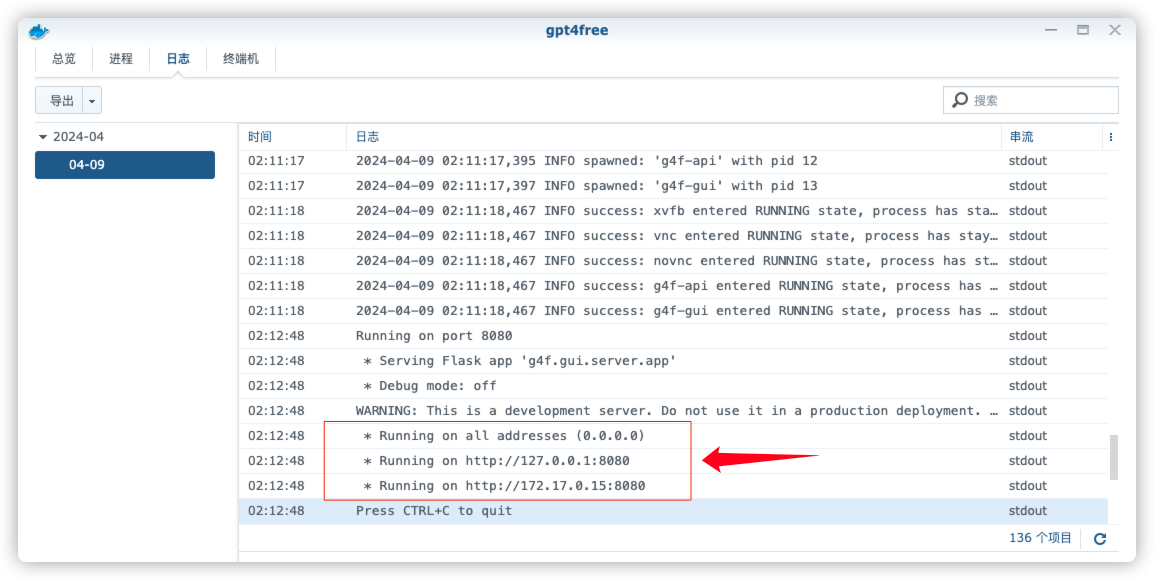 gpt4free
总览 进程 日志 终端机
导出 搜索
2024-04
04-09
时间 日志 串流
02:11:17 2024-04-09 02:11:17,395 INFO spawned: 'g4f-api' with pid 12 stdout
02:11:17 2024-04-09 02:11:17,397 INFO spawned: 'g4f-gui' with pid 13 stdout
02:11:18 2024-04-09 02:11:18,467 INFO success: xvfb entered RUNNING state, process has sta… stdout
02:11:18 2024-04-09 02:11:18,467 INFO success: vnc entered RUNNING state, process has stay… stdout
02:11:18 2024-04-09 02:11:18,467 INFO success: novnc entered RUNNING state, process has st… stdout
02:11:18 2024-04-09 02:11:18,467 INFO success: g4f-api entered RUNNING state, process has … stdout
02:11:18 2024-04-09 02:11:18,467 INFO success: g4f-gui entered RUNNING state, process has … stdout
02:12:48 Running on port 8080 stdout
02:12:48 * Serving Flask app 'g4f.gui.server.app' stdout
02:12:48 * Debug mode: off stdout
02:12:48 WARNING: This is a development server. Do not use it in a production deployment. … stdout
02:12:48 * Running on all addresses (0.0.0.0) stdout
02:12:48 * Running on http://127.0.0.1:8080 stdout
02:12:48 * Running on http://172.17.0.15:8080 stdout
02:12:48 Press CTRL+C to quit stdout
136 个项目